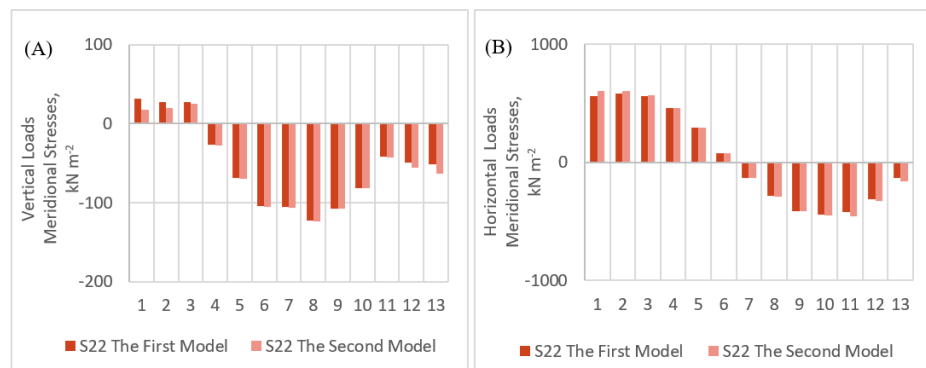 (A)
Vertical Loads
Meridional Stresses,
kN m-2
100
0
-100
-200
1 2 3 4 5 6 7 8 9 10 11 12 13
S22 The First Model S22 The Second Model
(B)
Horizontal Loads
Meridional Stresses,
kN m-2
1000
0
-1000
1 2 3 4 5 6 7 8 9 10 11 12 13
S22 The First Model S22 The Second Model